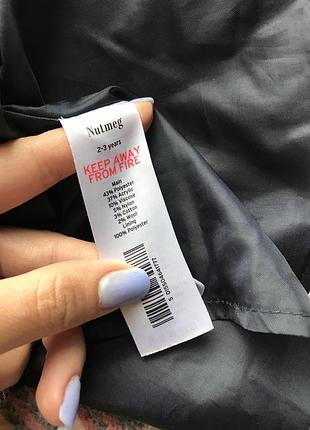 Nutmeg
2-3 years
KEEP AWAY
FROM FIRE
Main
43% Polyester
37% Acrylic
10% Viscose
5% Nylon
3% Cotton
2% Wool
Lining
100% Polyester